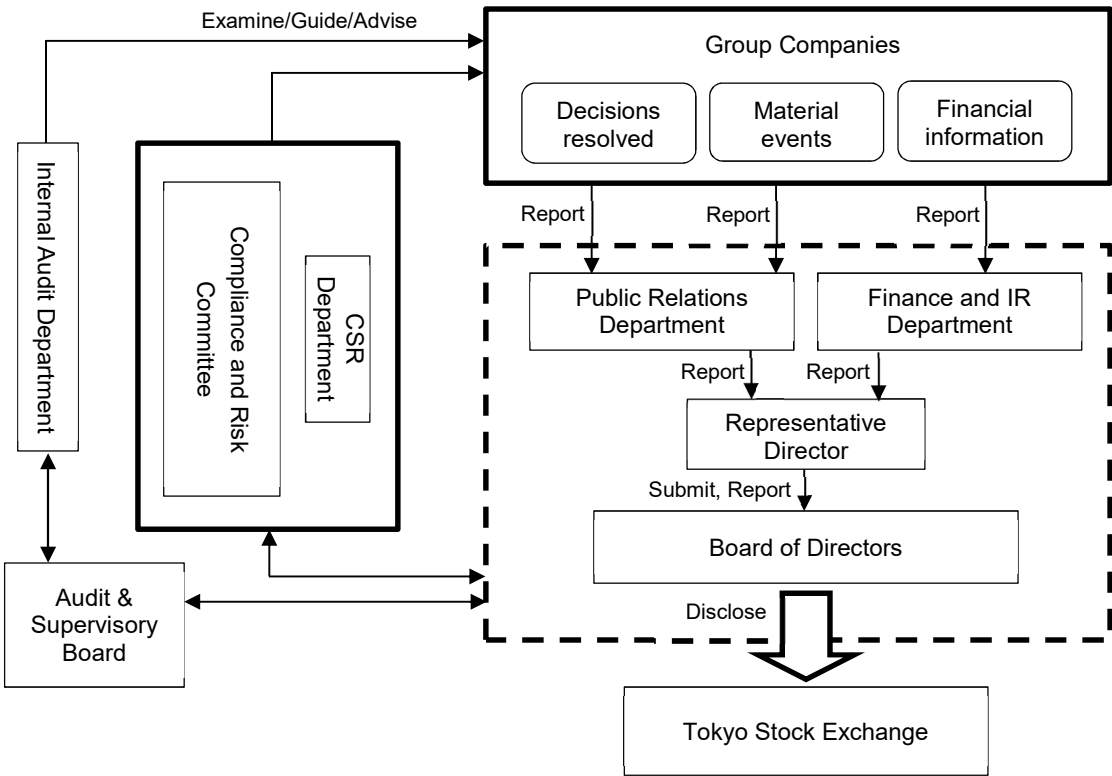 Examine/Guide/Advise
Group Companies
Decisions
resolved
Material
events
Financial
information
Internal Audit Department
Compliance and Risk
Committee
CSR
Department
Report
Report
Report
Public Relations
Department
Finance and IR
Department
Report
Report
Representative
Director
Submit, Report
Board of Directors
Audit &
Supervisory
Board
Disclose
Tokyo Stock Exchange